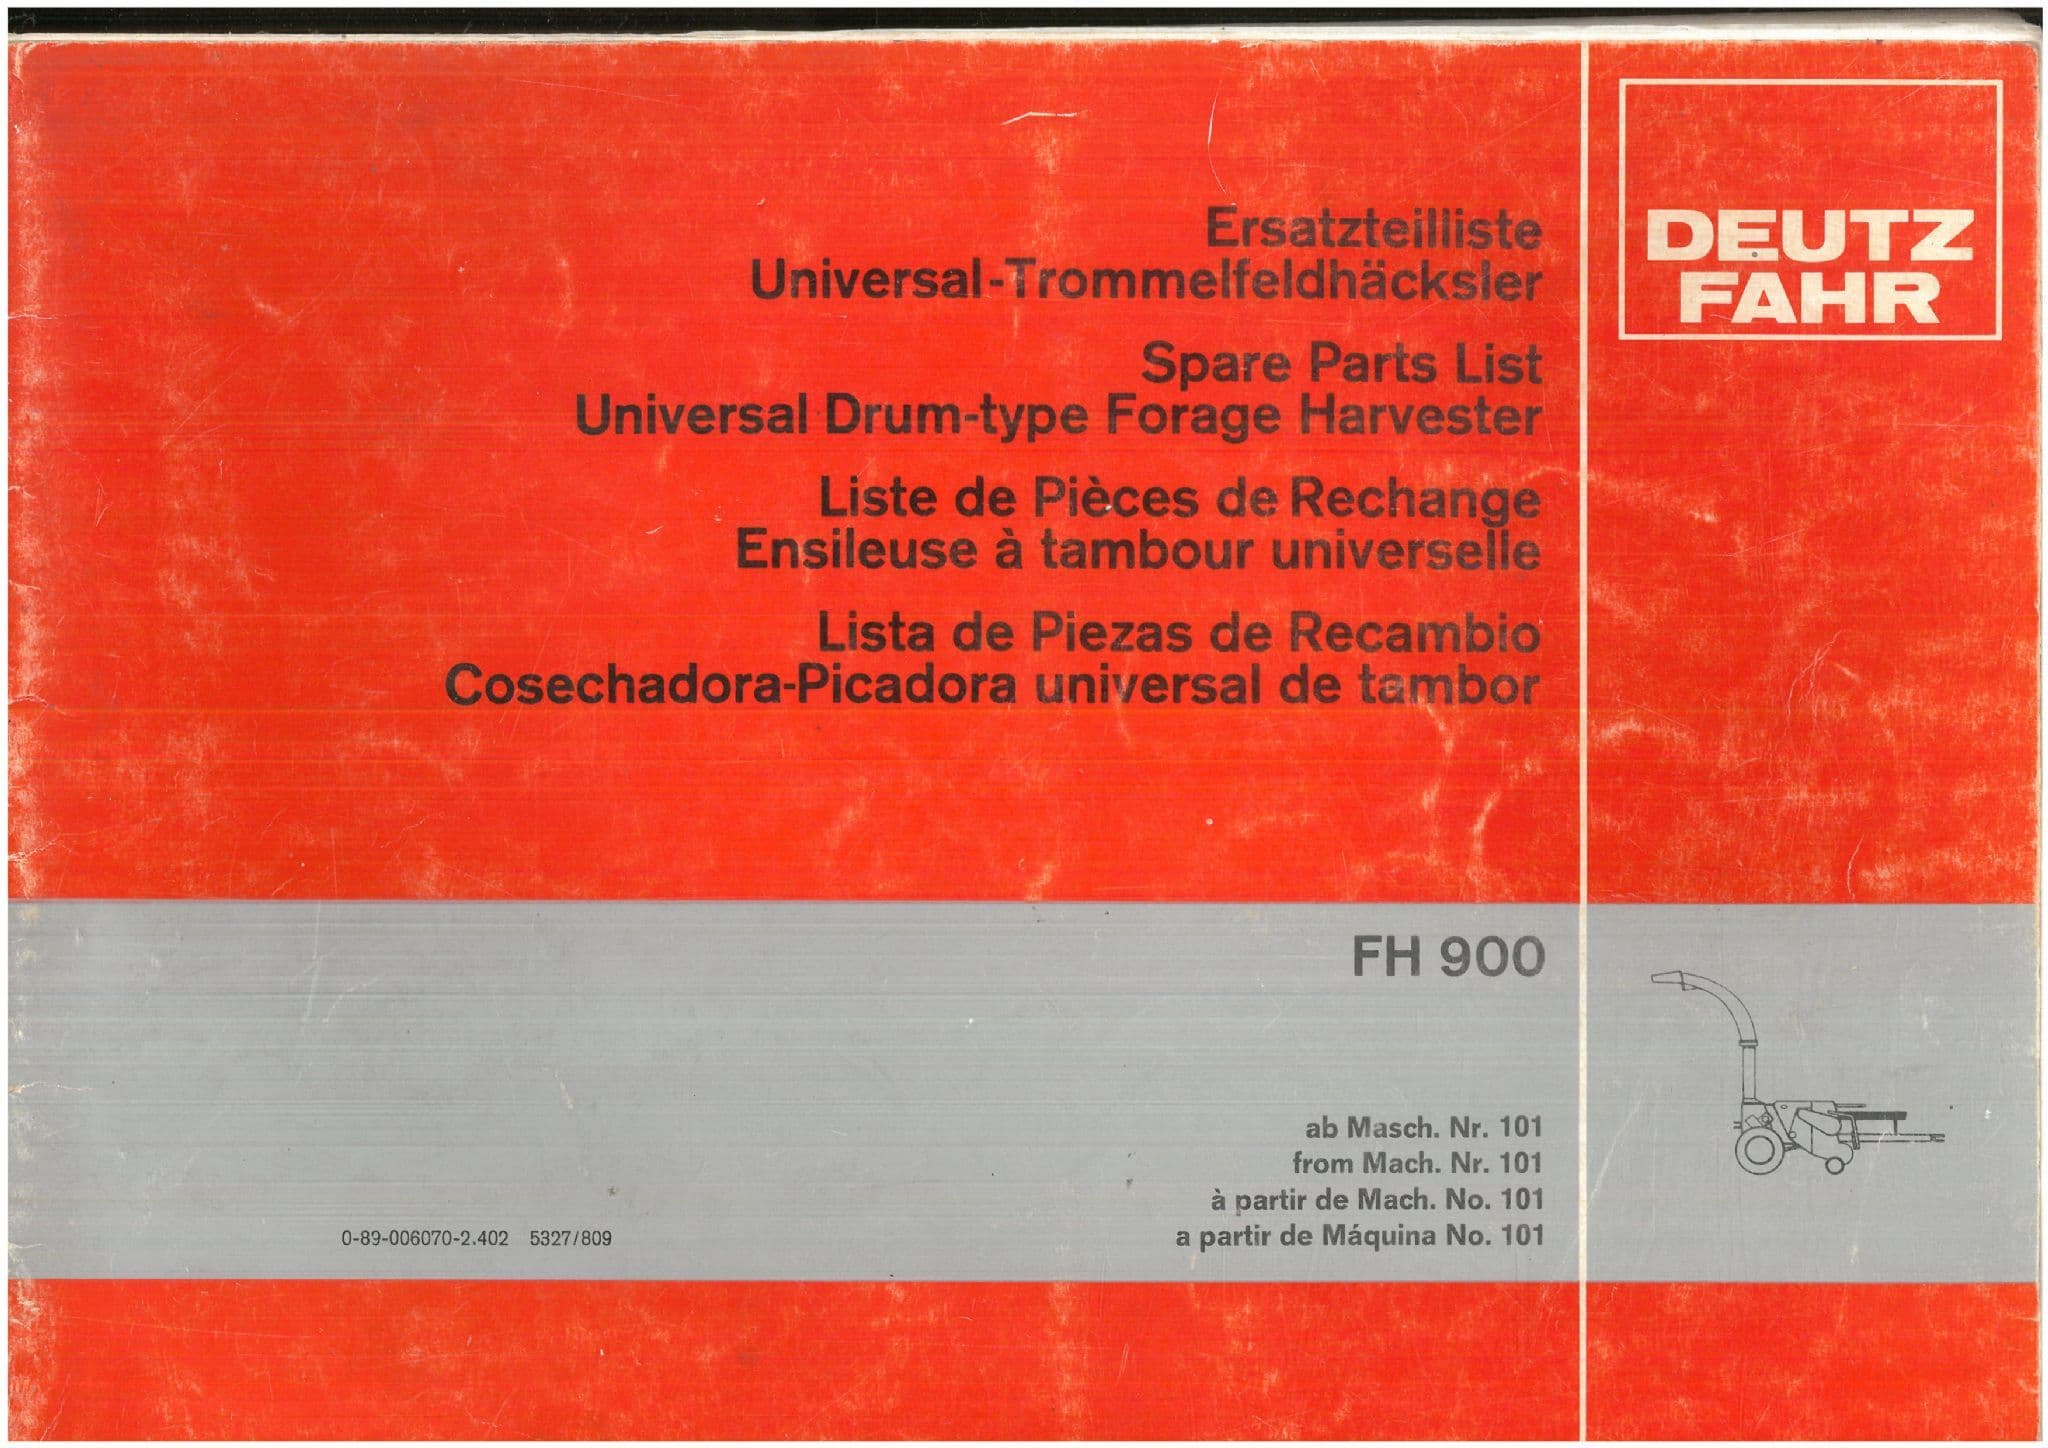 Ersatzteilliste
Universal-Trommelfeldhäcksler
Spare Parts List
Universal Drum-type Forage Harvester
Liste de Pièces de Rechange
Ensileuse à tambour universelle
Lista de Piezas de Recambio
Cosechadora-Picadora universal de tambor
DEUTZ
FAHR
FH 900
ab Masch. Nr. 101
from Mach. Nr. 101
à partir de Mach. No. 101
a partir de Máquina No. 101
0-89-006070-2.402 5327/809